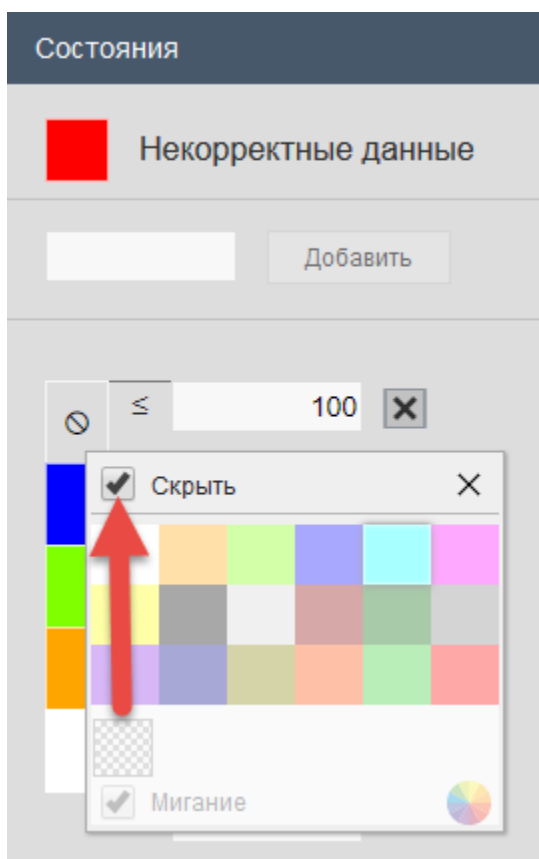 Состояния
Некорректные данные
Добавить
≤ 100
Скрыть
Мигание